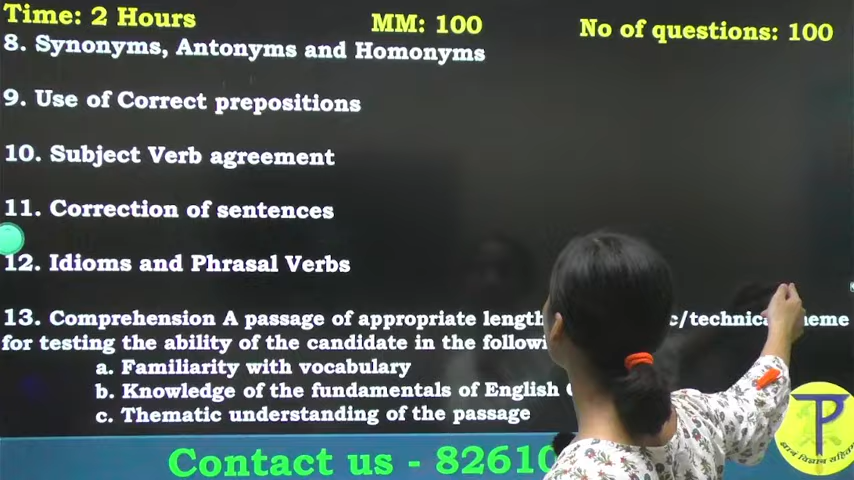 Time: 2 Hours MM: 100 No of questions: 100
8. Synonyms, Antonyms and Homonyms
9. Use of Correct prepositions
10. Subject Verb agreement
11. Correction of sentences
12. Idioms and Phrasal Verbs
13. Comprehension A passage of appropriate length c/technical heme
for testing the ability of the candidate in the followi
a. Familiarity with vocabulary
b. Knowledge of the fundamentals of English
c. Thematic understanding of the passage
Contact us - 82610